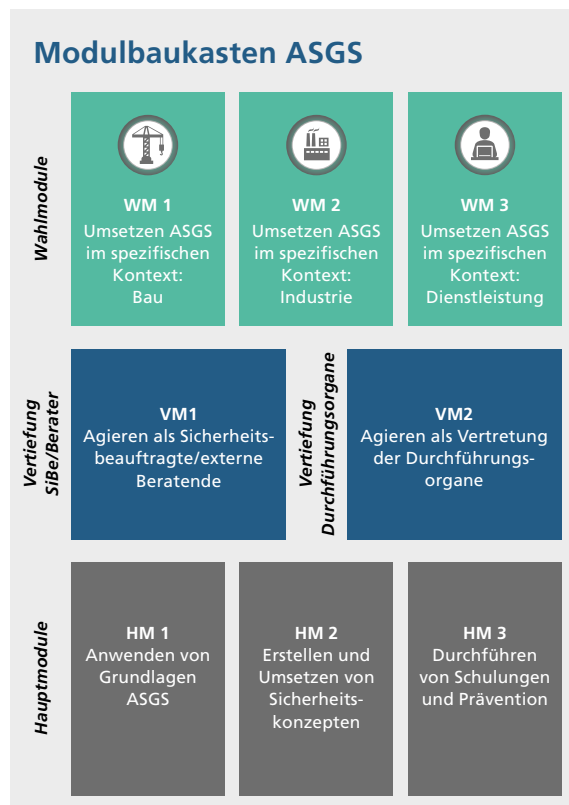 Modulbaukasten ASGS
Wahlmodule
WM 1
Umsetzen ASGS
im spezifischen
Kontext:
Bau
WM 2
Umsetzen ASGS
im spezifischen
Kontext:
Industrie
WM 3
Umsetzen ASGS
im spezifischen
Kontext:
Dienstleistung
Vertiefung
SiBe/Berater
VM1
Agieren als Sicherheits-
beauftragte/externe
Beratende
Vertiefung
Durchführungsorgane
VM2
Agieren als Vertretung
der Durchführungs-
organe
Hauptmodule
HM 1
Anwenden von
Grundlagen
ASGS
HM 2
Erstellen und
Umsetzen von
Sicherheits-
konzepten
HM 3
Durchführen
von Schulungen
und Prävention